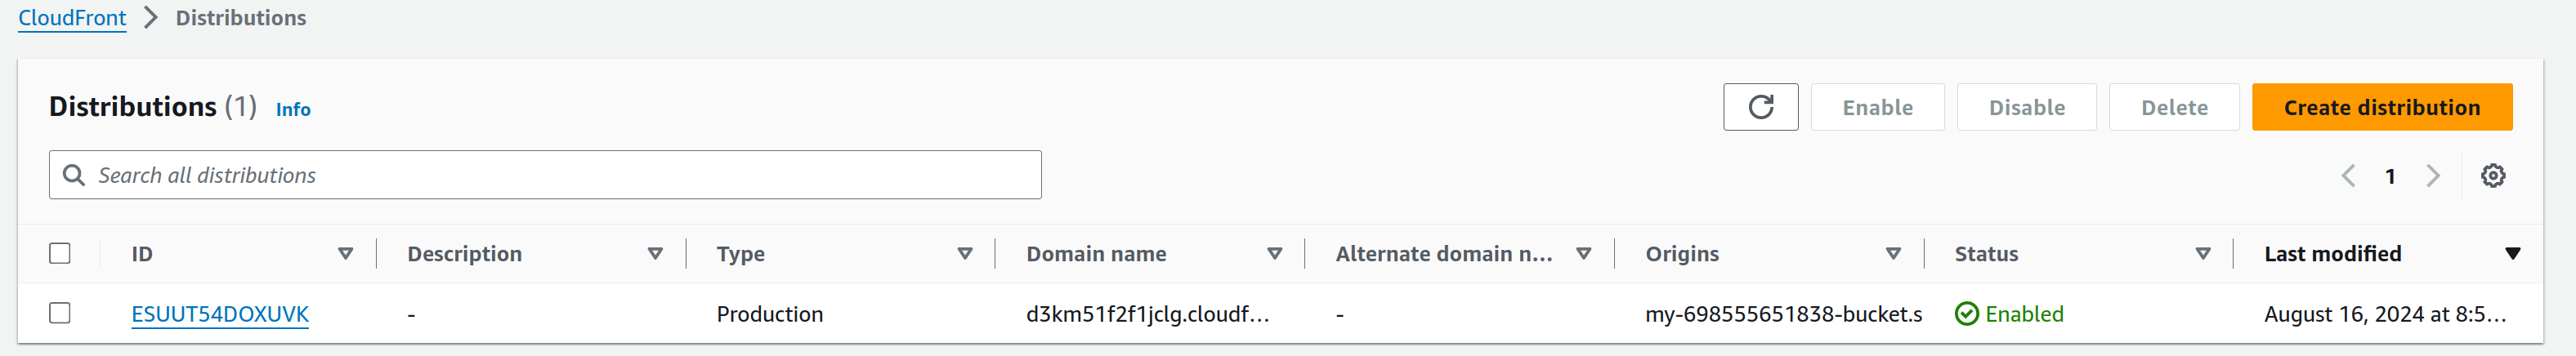 CloudFront > Distributions
Distributions (1) Info
Enable Disable Delete Create distribution
Search all distributions
1
ID Description Type Domain name Alternate domain n... Origins Status Last modified
ESUUT54DOXUVK - Production d3km51f2f1jclg.cloudf... - my-698555651838-bucket.s Enabled August 16, 2024 at 8:5...